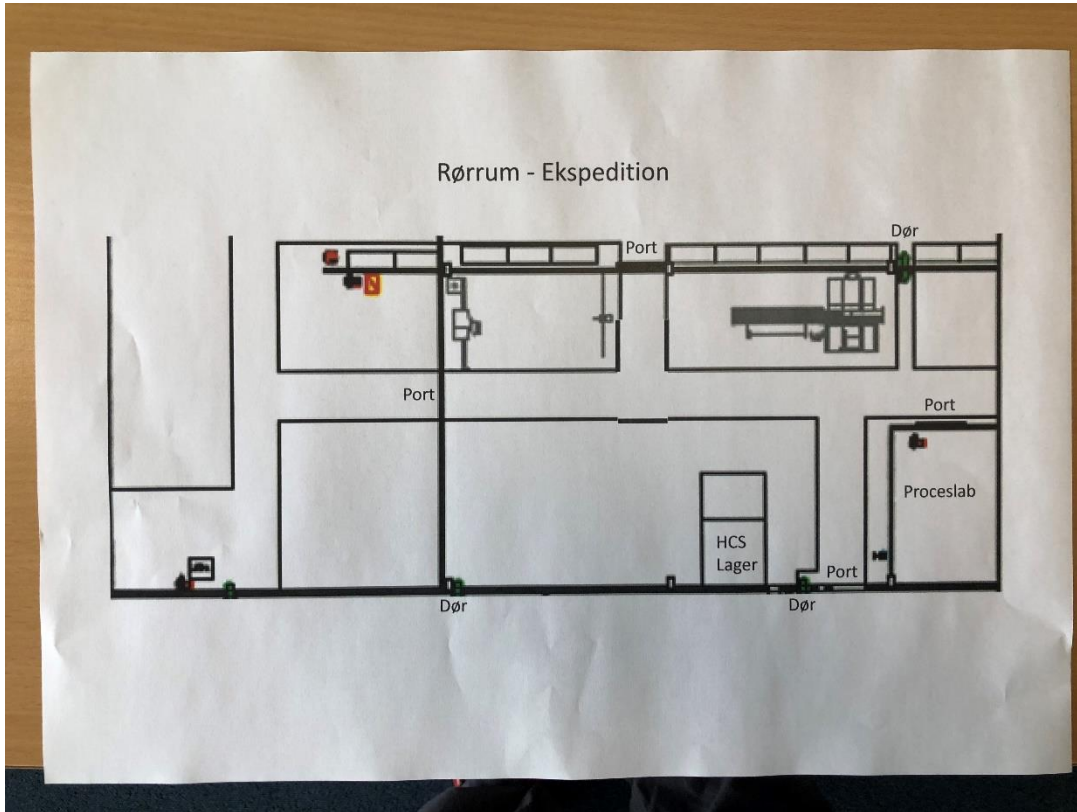 Rørrum - Ekspedition
Dør
Port
Port
Port
Proceslab
HCS
Lager
Port
Dør
Dør